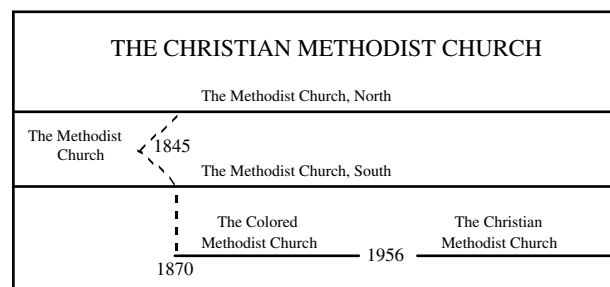 THE CHRISTIAN METHODIST CHURCH
The Methodist Church, North
The Methodist
Church
1845
The Methodist Church, South
The Colored
Methodist Church
1956
The Christian
Methodist Church
1870